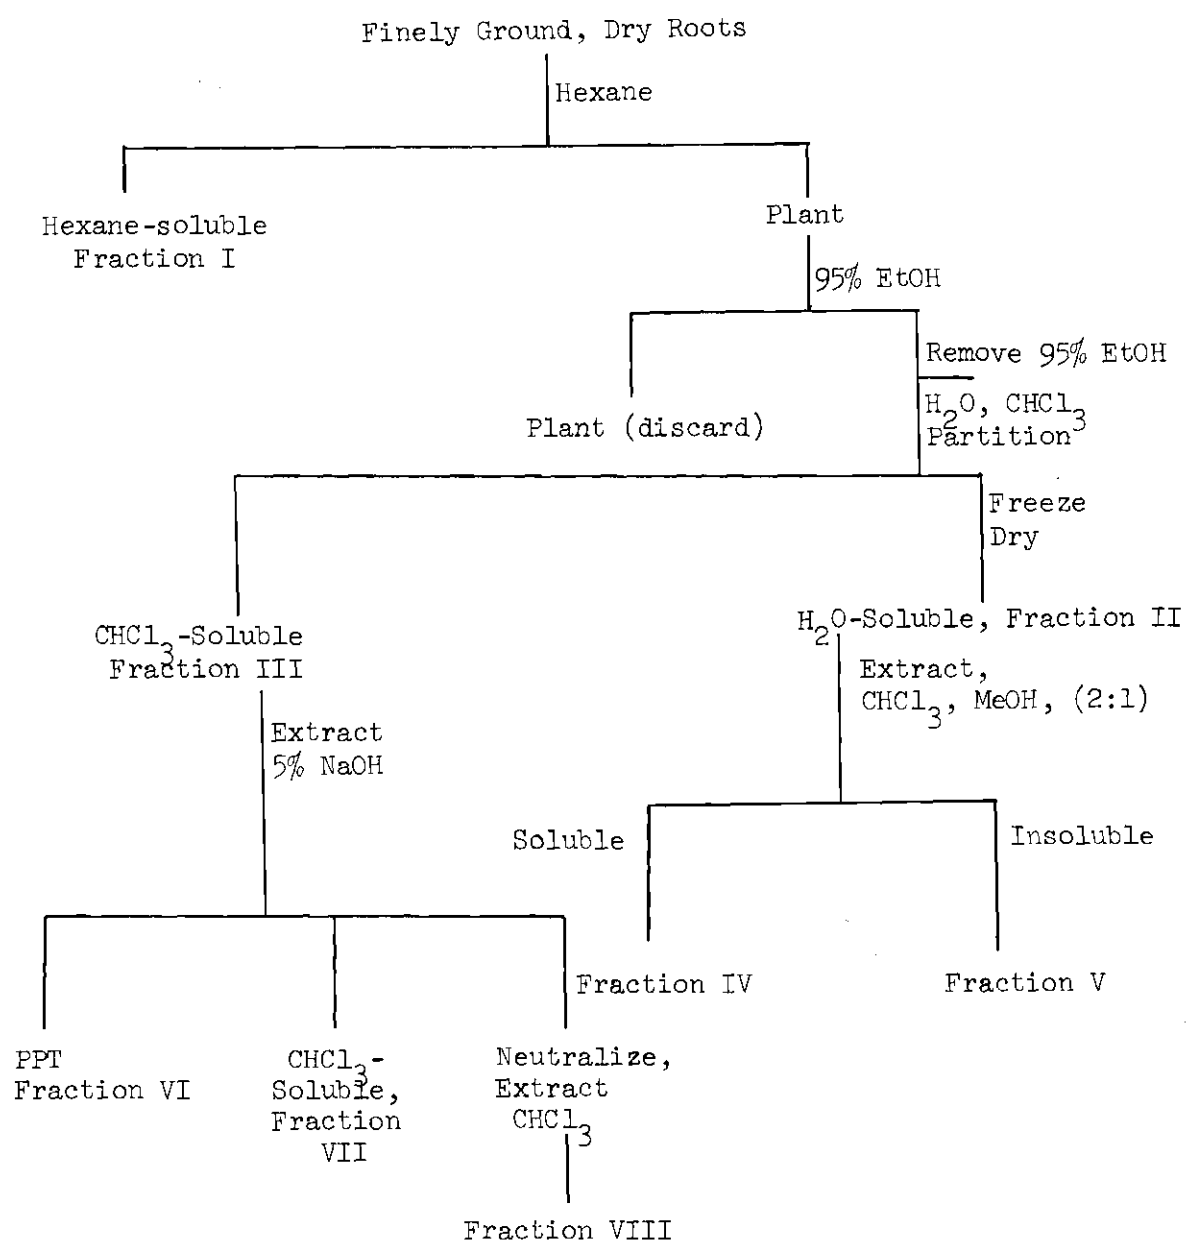 Finely Ground, Dry Roots
Hexane
Hexane-soluble
Fraction I
Plant
95% EtOH
Plant (discard)
Remove 95% EtOH
H2O, CHCl3
Partition
Freeze
Dry
CHCl3-Soluble
Fraction III
H2O-Soluble, Fraction II
Extract,
CHCl3, MeOH, (2:1)
Extract
5% NaOH
Soluble
Insoluble
Fraction IV
Fraction V
PPT
Fraction VI
CHCl3-
Soluble,
Fraction
VII
Neutralize,
Extract
CHCl3
Fraction VIII